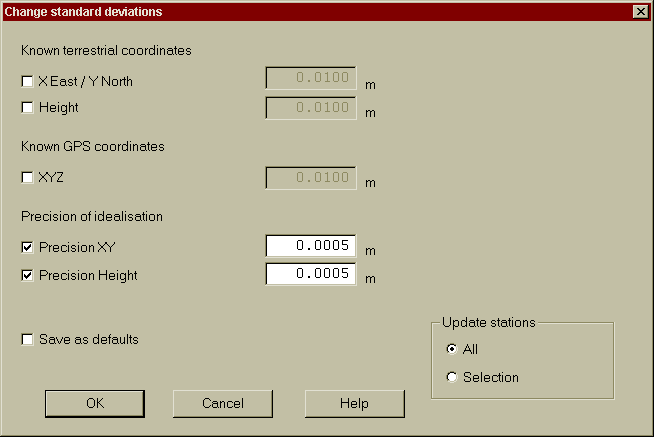 Change standard deviations
Known terrestrial coordinates
X East / Y North 0.0100 m
Height 0.0100 m
Known GPS coordinates
XYZ 0.0100 m
Precision of idealisation
Precision XY 0.0005 m
Precision Height 0.0005 m
Save as defaults
Update stations
All
Selection
OK Cancel Help